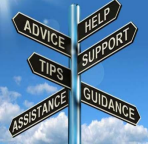 HELP
ADVICE
SUPPORT
TIPS
GUIDANCE
ASSISTANCE